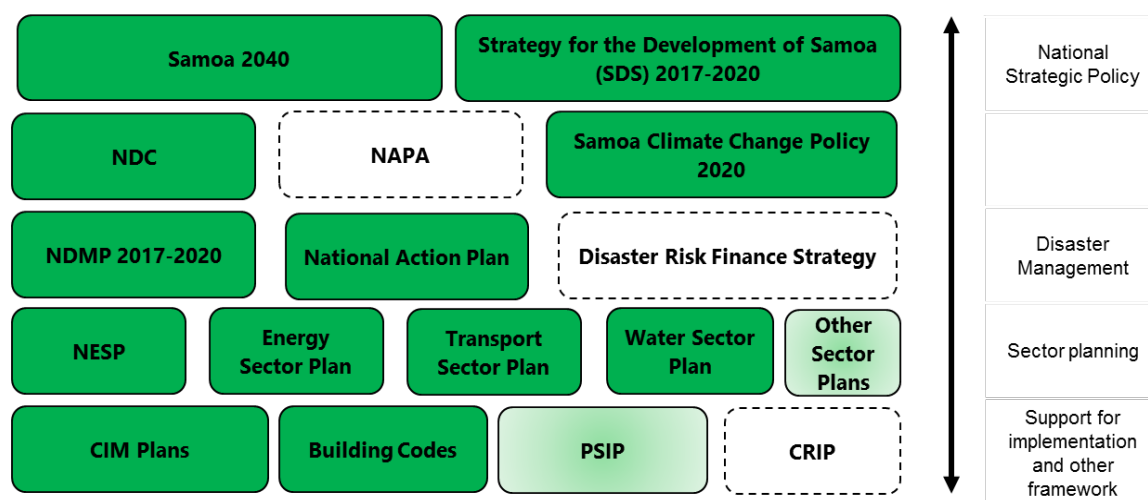 Samoa 2040
Strategy for the Development of Samoa
(SDS) 2017-2020
National
Strategic Policy
NDC
NAPA
Samoa Climate Change Policy
2020
NDMP 2017-2020
National Action Plan
Disaster Risk Finance Strategy
Disaster
Management
NESP
Energy
Sector Plan
Transport
Sector Plan
Water Sector
Plan
Other
Sector
Plans
Sector planning
CIM Plans
Building Codes
PSIP
CRIP
Support for
implementation
and other
framework